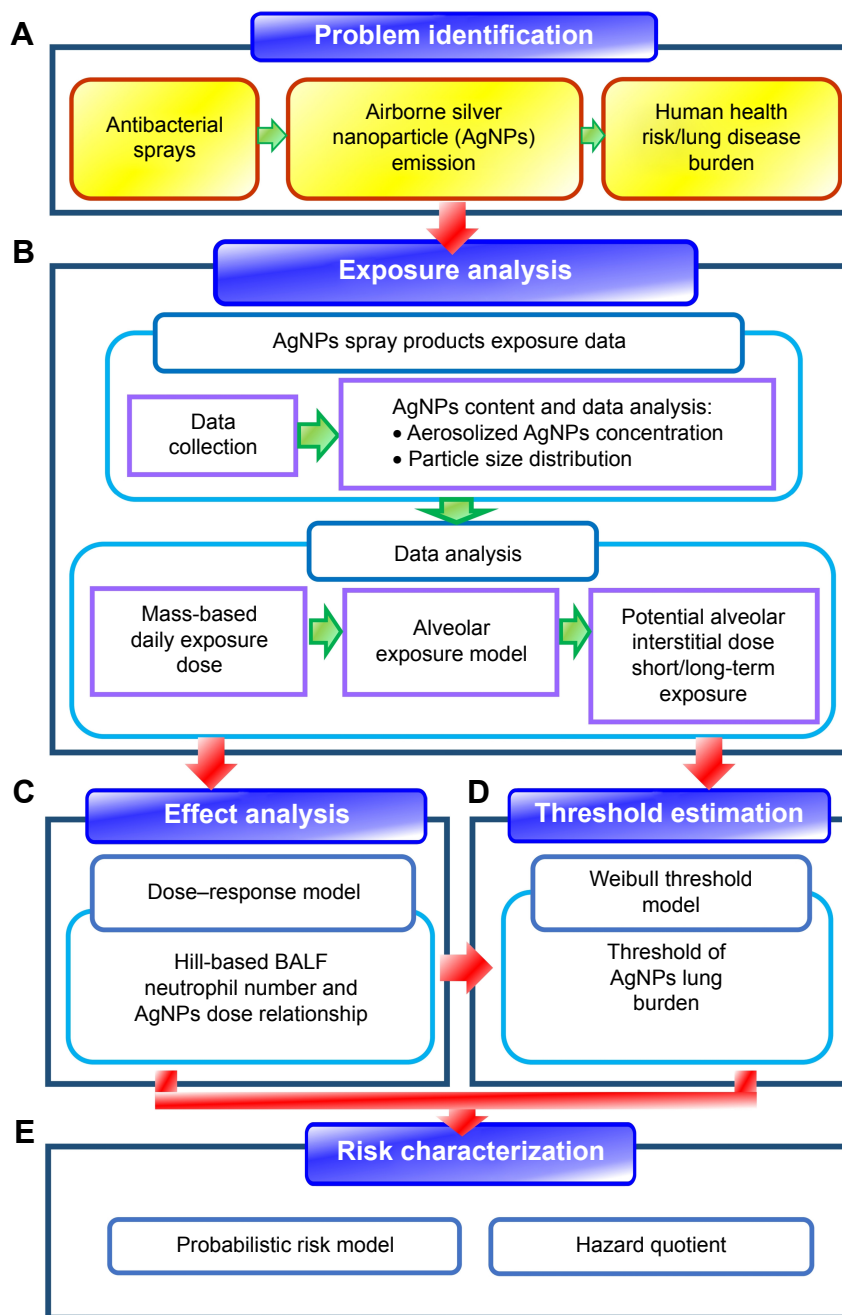 A
Problem identification
Antibacterial
sprays
Airborne silver
nanoparticle (AgNPs)
emission
Human health
risk/lung disease
burden
B
Exposure analysis
AgNPs spray products exposure data
Data
collection
AgNPs content and data analysis:
• Aerosolized AgNPs concentration
• Particle size distribution
Data analysis
Mass-based
daily exposure
dose
Alveolar
exposure model
Potential alveolar
interstitial dose
short/long-term
exposure
C
Effect analysis
Dose–response model
Hill-based BALF
neutrophil number and
AgNPs dose relationship
D
Threshold estimation
Weibull threshold
model
Threshold of
AgNPs lung
burden
E
Risk characterization
Probabilistic risk model
Hazard quotient